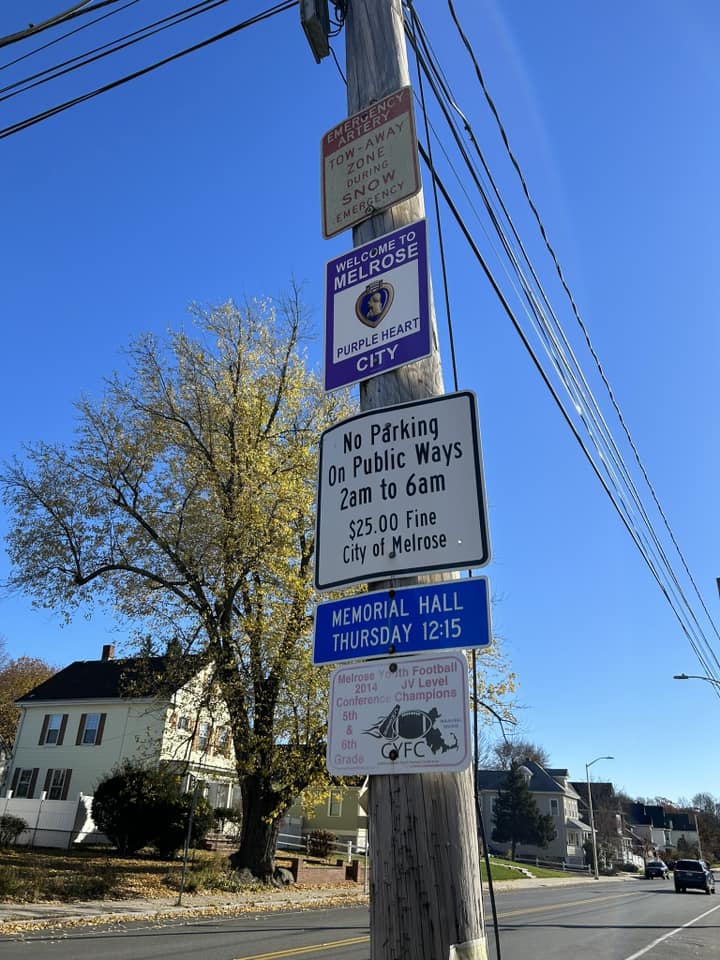 EMERGENCY
ARTERY
TOW-AWAY
ZONE
DURING
SNOW
EMERGENCY
WELCOME TO
MELROSE
PURPLE HEART
CITY
No Parking
On Public Ways
2am to 6am
$25.00 Fine
City of Melrose
MEMORIAL HALL
THURSDAY 12:15
Melrose Youth Football
2014 JV Level
Conference Champions
5th
&
6th
Grade
CYFC